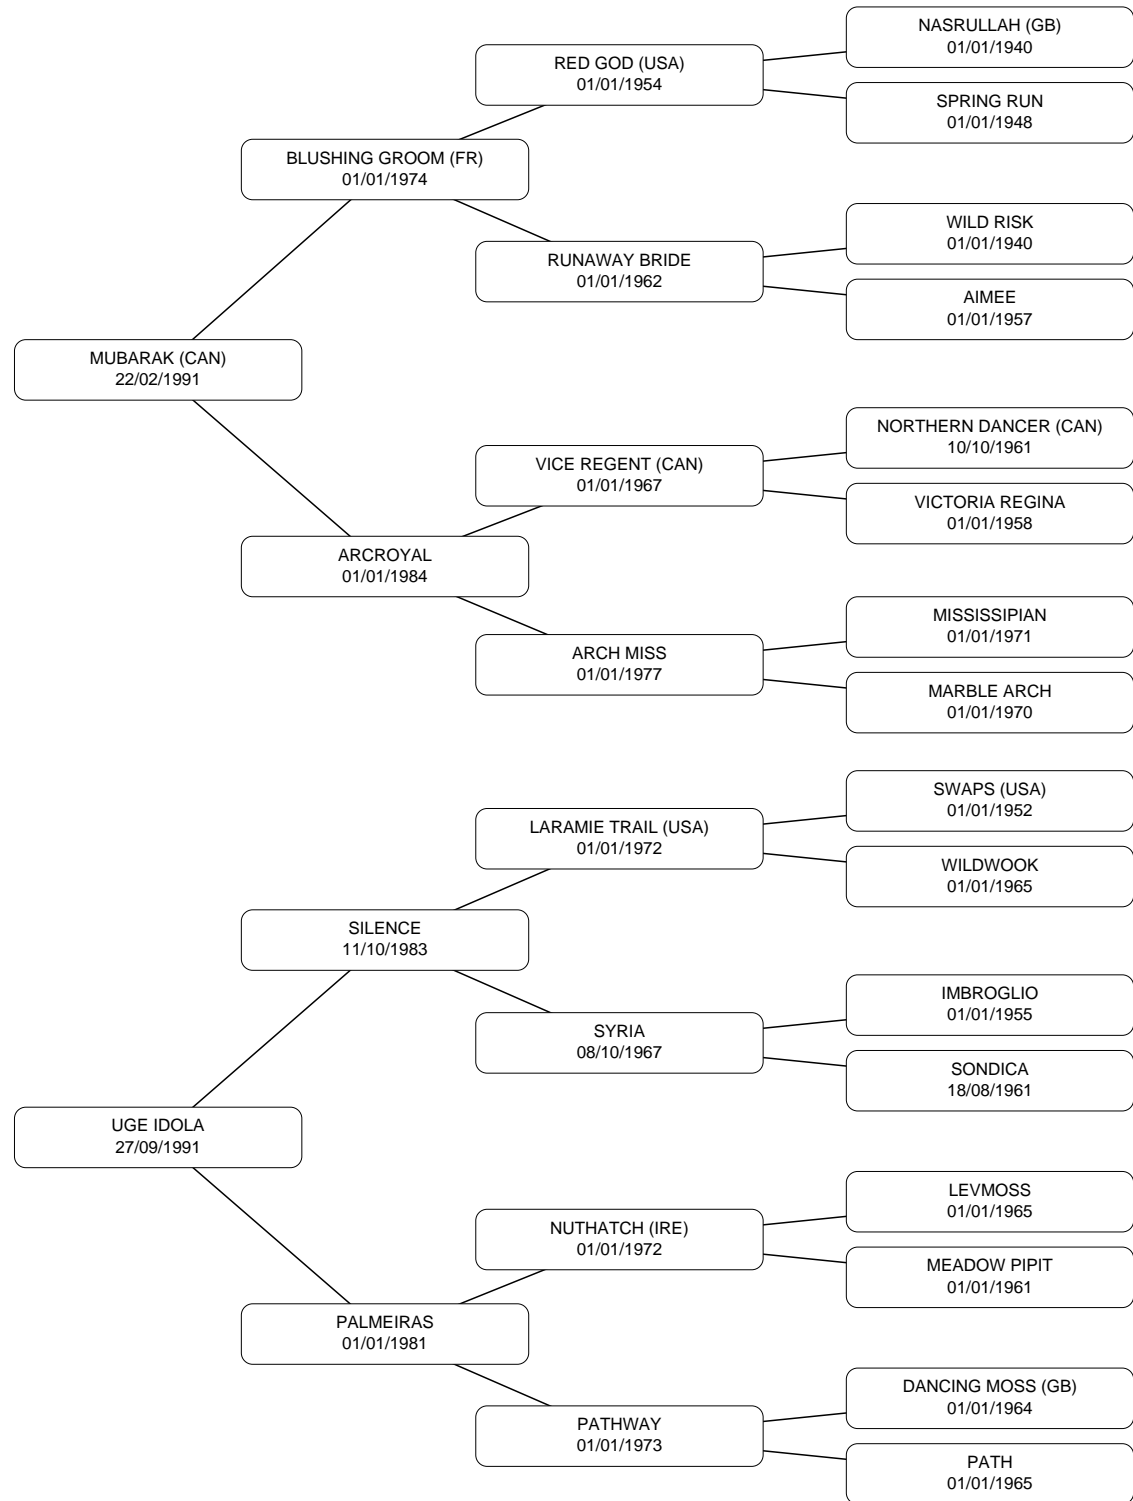 NASRULLAH (GB)
01/01/1940
RED GOD (USA)
01/01/1954
SPRING RUN
01/01/1948
BLUSHING GROOM (FR)
01/01/1974
WILD RISK
01/01/1940
RUNAWAY BRIDE
01/01/1962
AIMEE
01/01/1957
MUBARAK (CAN)
22/02/1991
NORTHERN DANCER (CAN)
10/10/1961
VICE REGENT (CAN)
01/01/1967
VICTORIA REGINA
01/01/1958
ARCROYAL
01/01/1984
MISSISSIPIAN
01/01/1971
ARCH MISS
01/01/1977
MARBLE ARCH
01/01/1970
SWAPS (USA)
01/01/1952
LARAMIE TRAIL (USA)
01/01/1972
WILDWOOK
01/01/1965
SILENCE
11/10/1983
IMBROGLIO
01/01/1955
SYRIA
08/10/1967
SONDICA
18/08/1961
UGE IDOLA
27/09/1991
LEVMOSS
01/01/1965
NUTHATCH (IRE)
01/01/1972
MEADOW PIPIT
01/01/1961
PALMEIRAS
01/01/1981
DANCING MOSS (GB)
01/01/1964
PATHWAY
01/01/1973
PATH
01/01/1965